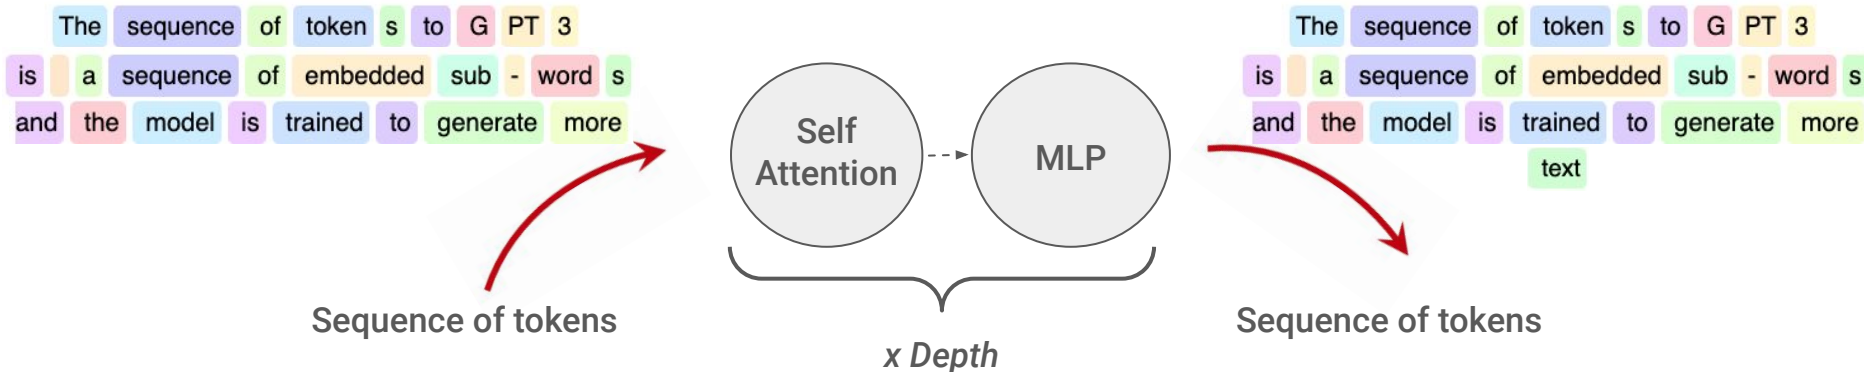 The sequence of token s to G PT 3
is a sequence of embedded sub - word s
and the model is trained to generate more
Sequence of tokens
Self
Attention
MLP
x Depth
The sequence of token s to G PT 3
is a sequence of embedded sub - word s
and the model is trained to generate more
text
Sequence of tokens